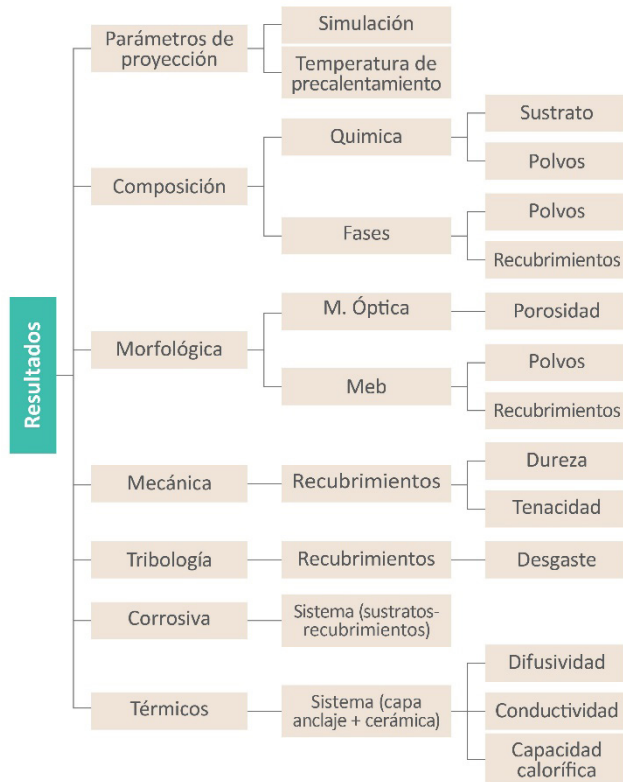 Resultados
Parámetros de
proyección
Simulación
Temperatura de
precalentamiento
Composición
Quimica
Sustrato
Polvos
Fases
Polvos
Recubrimientos
Morfológica
M. Óptica
Porosidad
Meb
Polvos
Recubrimientos
Mecánica
Recubrimientos
Dureza
Tenacidad
Tribología
Recubrimientos
Desgaste
Corrosiva
Sistema (sustratos-
recubrimientos)
Térmicos
Sistema (capa
anclaje + cerámica)
Difusividad
Conductividad
Capacidad
calorífica